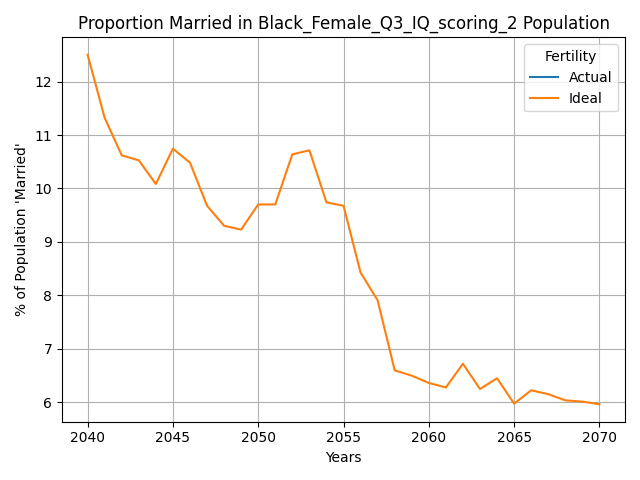 Proportion Married in Black_Female_Q3_IQ_scoring_2 Population
Fertility
Actual
Ideal
% of Population 'Married'
12
11
10
9
8
7
6
2040
2045
2050
2055
2060
2065
2070
Years